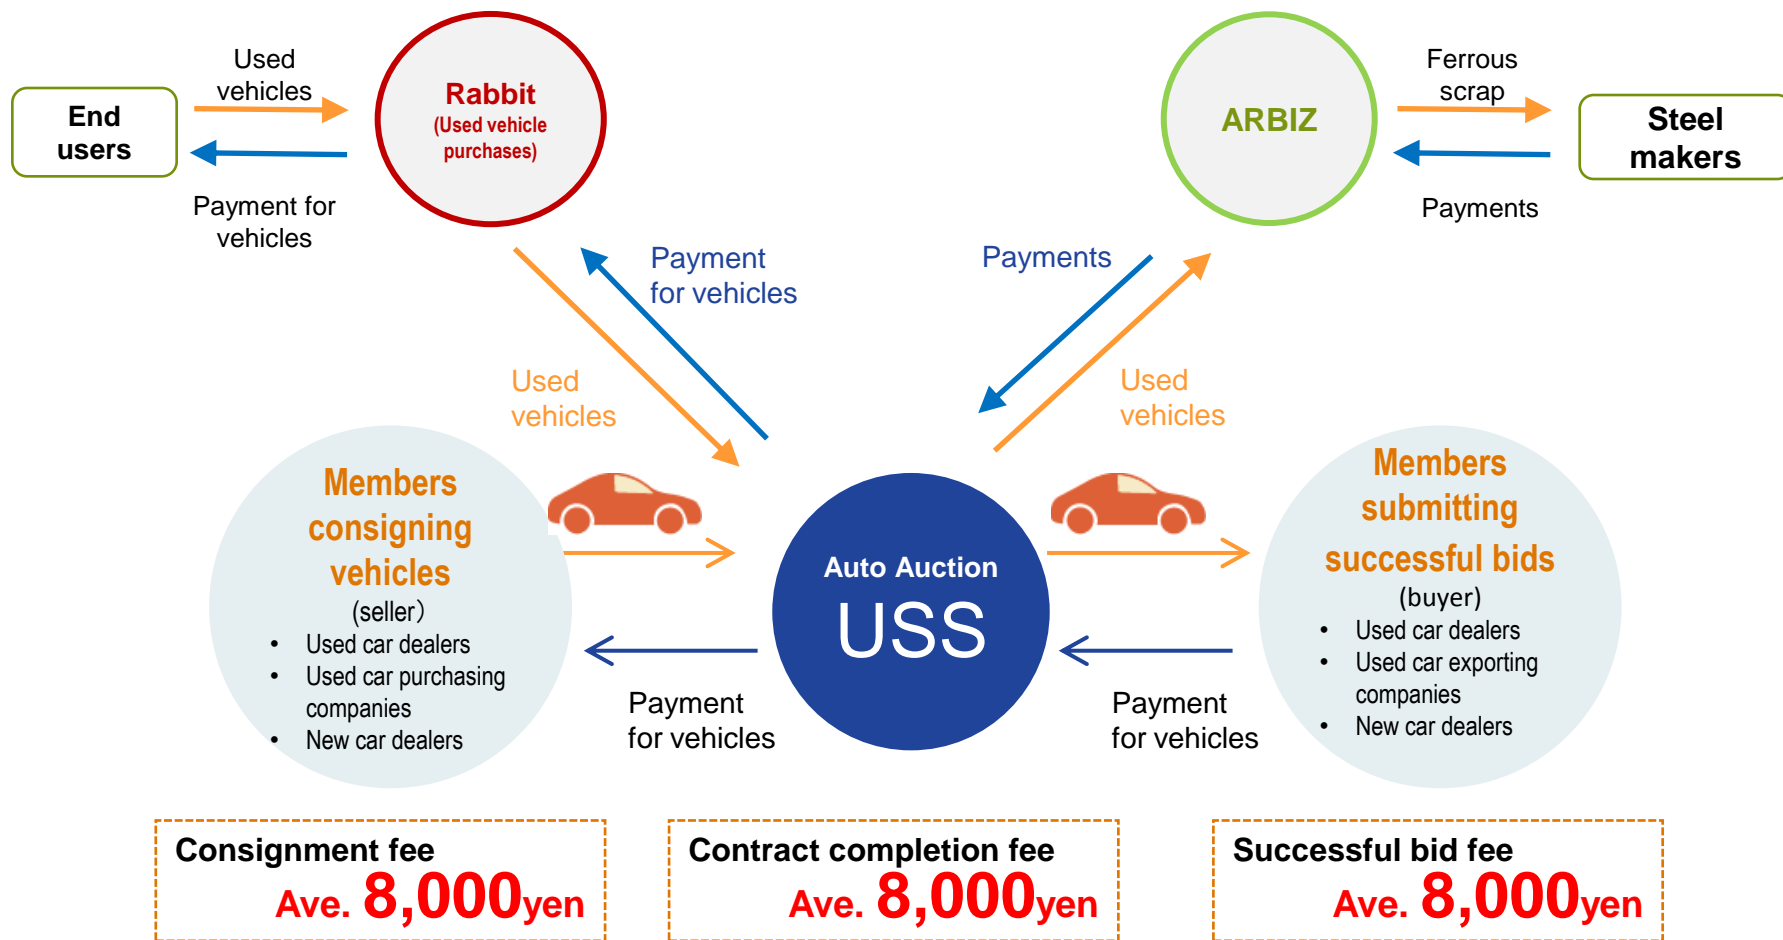 Used
vehicles
End
users
Payment for
vehicles
Rabbit
(Used vehicle
purchases)
ARBIZ
Ferrous
scrap
Steel
makers
Payments
Payment
for vehicles
Payments
Used
vehicles
Used
vehicles
Members
consigning
vehicles
(seller）
• Used car dealers
• Used car purchasing
companies
• New car dealers
Auto Auction
USS
Members
submitting
successful bids
(buyer)
• Used car dealers
• Used car exporting
companies
• New car dealers
Payment
for vehicles
Payment
for vehicles
Consignment fee
Ave. 8,000yen
Contract completion fee
Ave. 8,000yen
Successful bid fee
Ave. 8,000yen